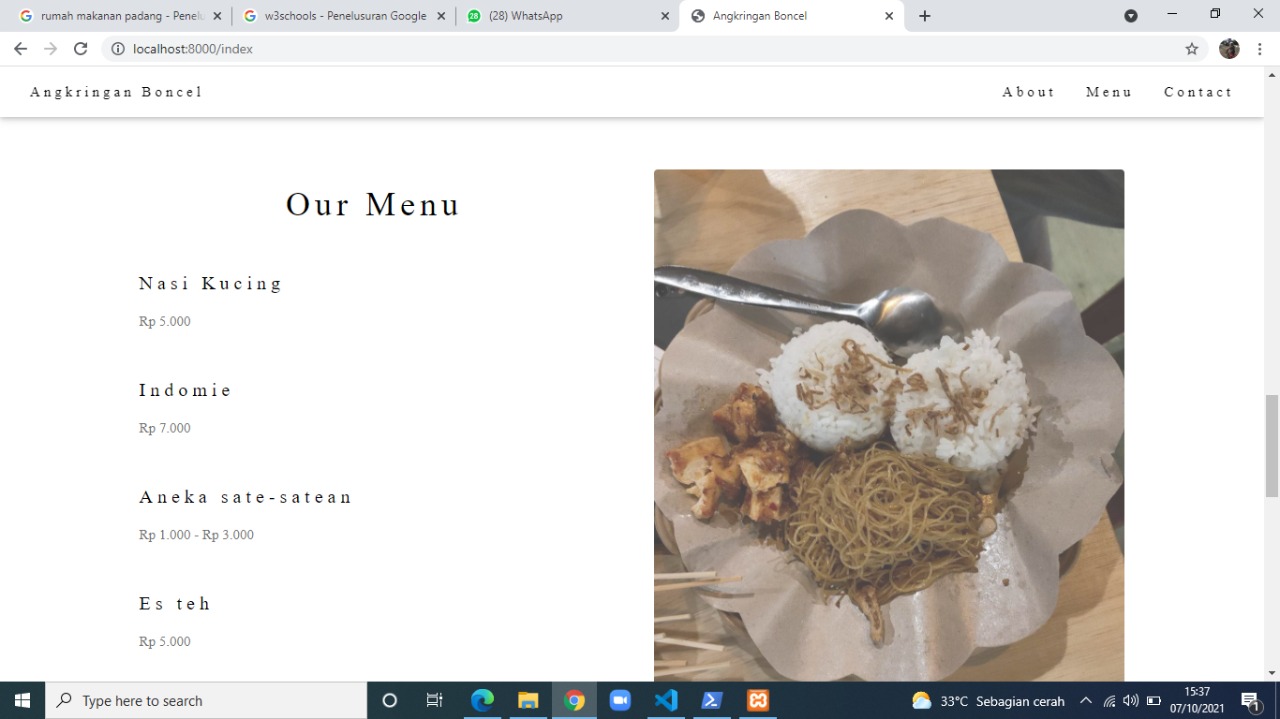 rumah makanan padang - Penelu
w3schools - Penelusuran Google
(28) WhatsApp
Angkringan Boncel
localhost:8000/index
Angkringan Boncel
About
Menu
Contact
Our Menu
Nasi Kucing
Rp 5.000
Indomie
Rp 7.000
Aneka sate-satean
Rp 1.000 - Rp 3.000
Es teh
Rp 5.000
Type here to search
33°C Sebagian cerah
15:37
07/10/2021
1